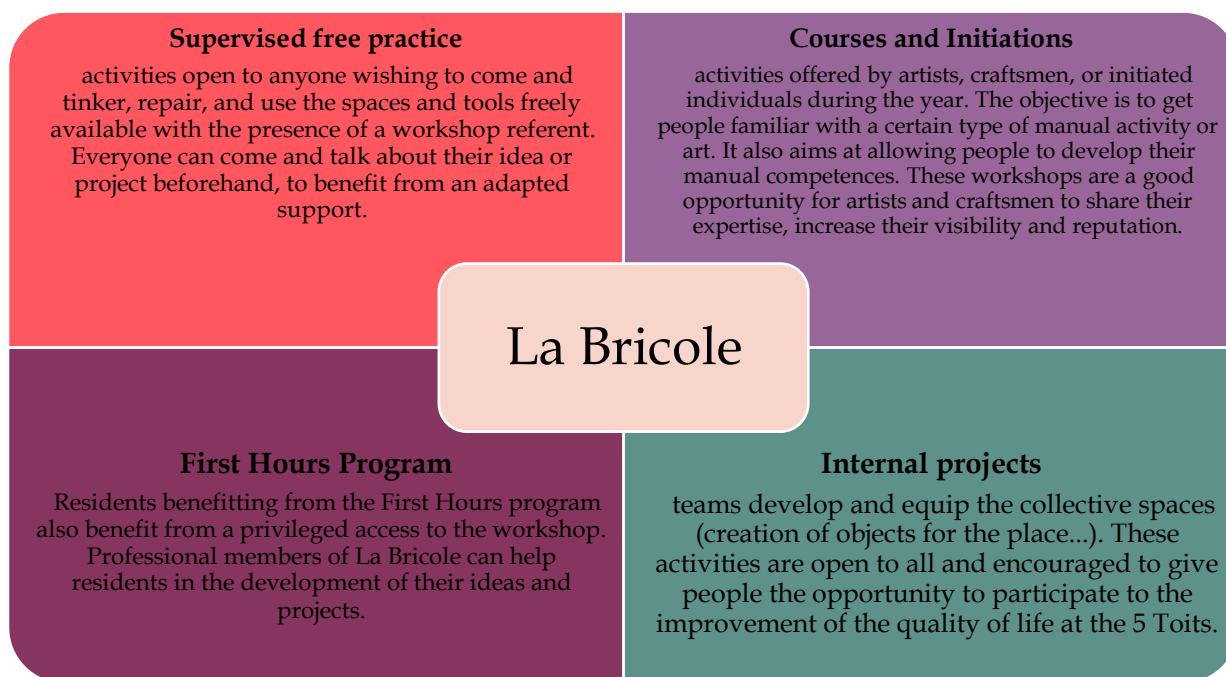 Supervised free practice
activities open to anyone wishing to come and
tinker, repair, and use the spaces and tools freely
available with the presence of a workshop referent.
Everyone can come and talk about their idea or
project beforehand, to benefit from an adapted
support.
Courses and Initiations
activities offered by artists, craftsmen, or initiated
individuals during the year. The objective is to get
people familiar with a certain type of manual activity or
art. It also aims at allowing people to develop their
manual competences. These workshops are a good
opportunity for artists and craftsmen to share their
expertise, increase their visibility and reputation.
La Bricole
First Hours Program
Residents benefitting from the First Hours program
also benefit from a privileged access to the workshop.
Professional members of La Bricole can help
residents in the development of their ideas and
projects.
Internal projects
teams develop and equip the collective spaces
(creation of objects for the place...). These
activities are open to all and encouraged to give
people the opportunity to participate to the
improvement of the quality of life at the 5 Toits.